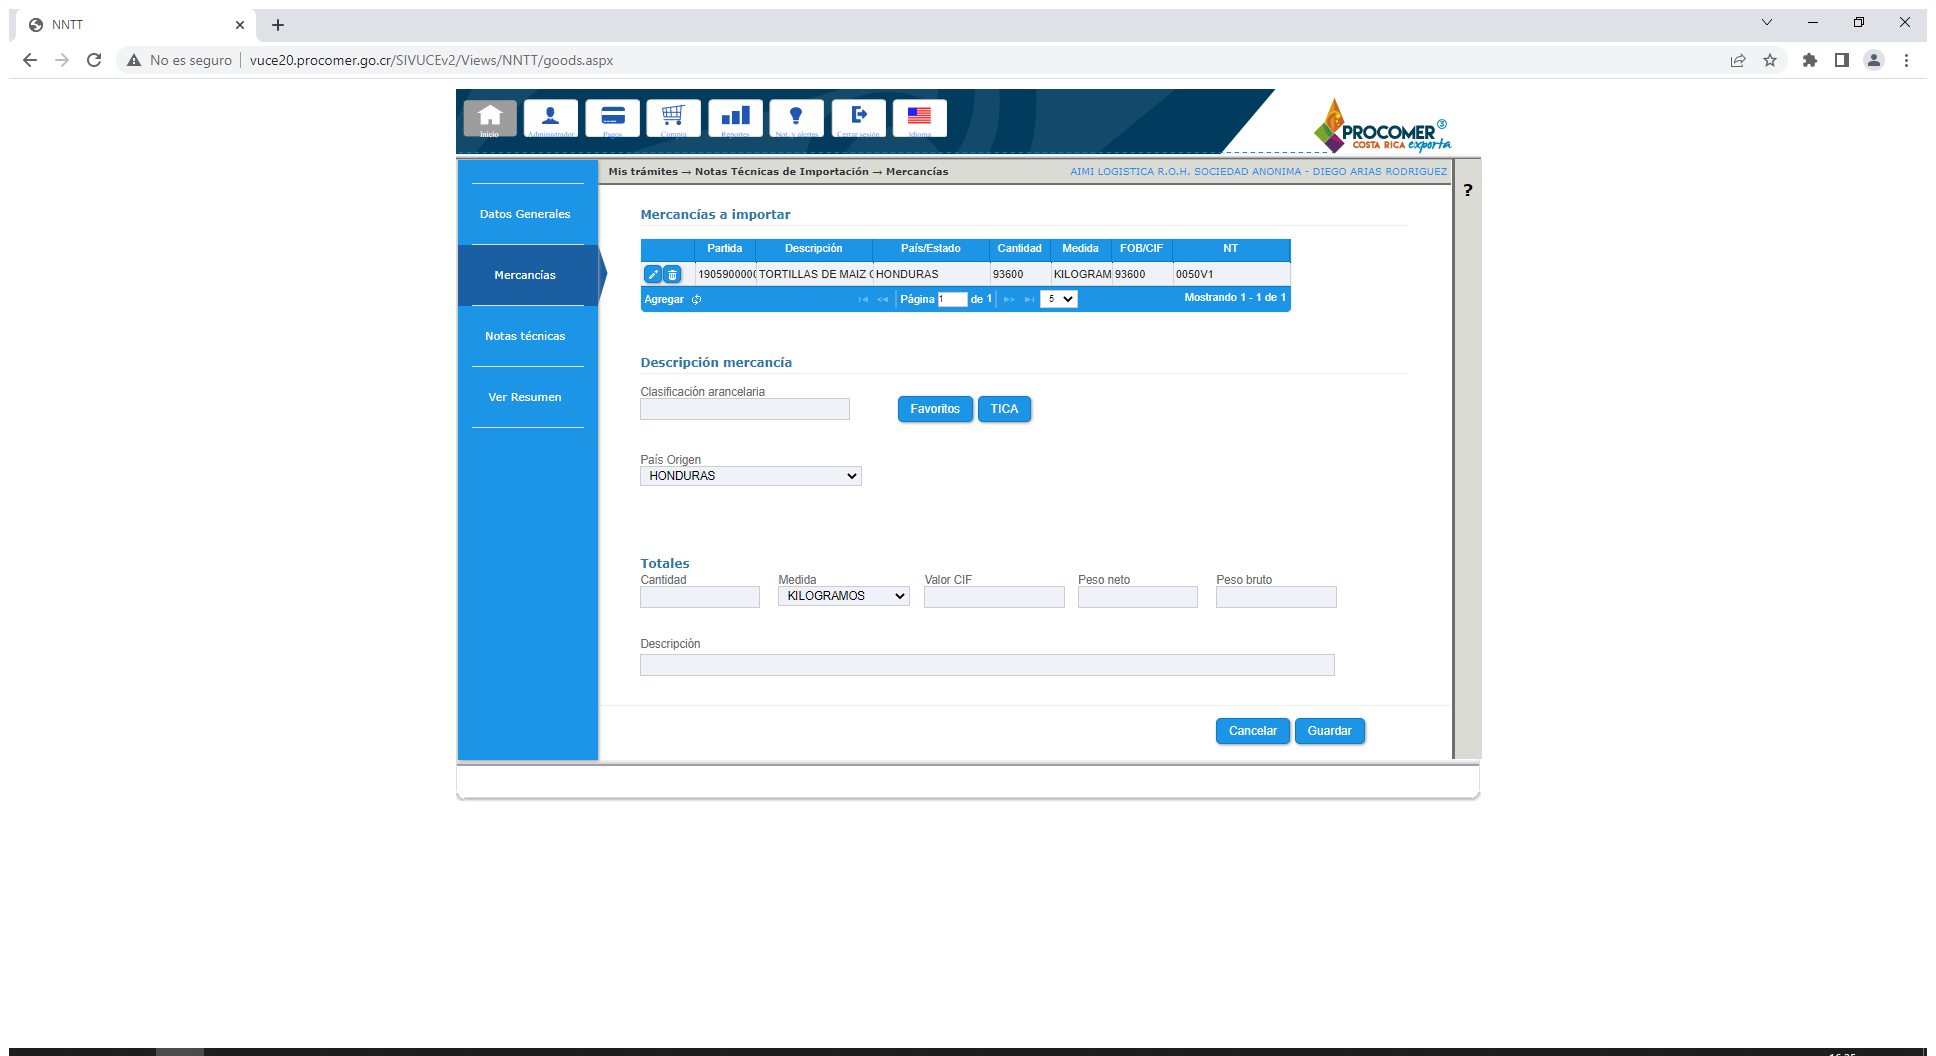 NNTT
No es seguro
vuce20.procomer.go.cr/SIVUCEv2/Views/NNTT/goods.aspx
Inicio Administrador Pagos Compra Reportes Not. y alertas Cerrar sesión Idioma
PROCOMER
COSTA RICA exporta
Mis trámites → Notas Técnicas de Importación → Mercancías
AIMI LOGISTICA R.O.H. SOCIEDAD ANONIMA - DIEGO ARIAS RODRIGUEZ
?
Datos Generales
Mercancías
Notas técnicas
Ver Resumen
Mercancías a importar
Partida Descripción País/Estado Cantidad Medida FOB/CIF NT
190590000 TORTILLAS DE MAIZ HONDURAS 93600 KILOGRAM 93600 0050V1
Agregar Página 1 de 1 5 Mostrando 1 - 1 de 1
Descripción mercancía
Clasificación arancelaria
Favoritos TICA
País Origen
HONDURAS
Totales
Cantidad Medida Valor CIF Peso neto Peso bruto
KILOGRAMOS
Descripción
Cancelar Guardar